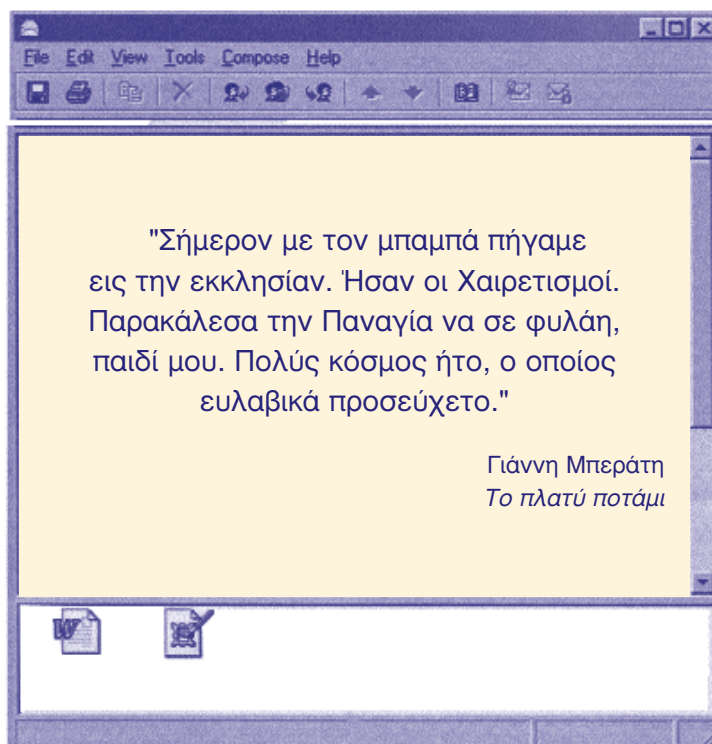 File Edit View Tools Compose Help
"Σήμερον με τον μπαμπά πήγαμε
εις την εκκλησίαν. Ήσαν οι Χαιρετισμοί.
Παρακάλεσα την Παναγία να σε φυλάη,
παιδί μου. Πολύς κόσμος ήτο, ο οποίος
ευλαβικά προσεύχετο."
Γιάννη Μπεράτη
Το πλατύ ποτάμι
W